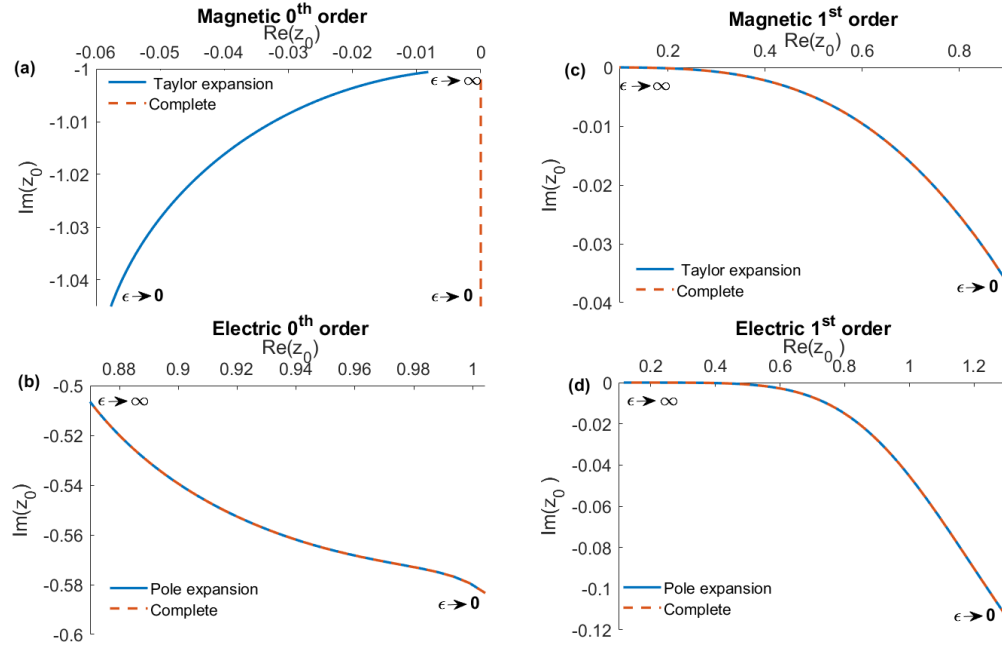 Magnetic 0th order
Re(z0)
-0.06 -0.05 -0.04 -0.03 -0.02 -0.01 0
(a)
-1
Taylor expansion
Complete
ϵ→∞
-1.01
-1.02
-1.03
-1.04
Im(z0)
ϵ→0
ϵ→0
Magnetic 1st order
Re(z0)
0.2 0.4 0.6 0.8
(c)
0
ϵ→∞
-0.01
-0.02
-0.03
-0.04
Im(z0)
Taylor expansion
Complete
ϵ→0
Electric 0th order
Re(z0)
0.88 0.9 0.92 0.94 0.96 0.98 1
(b)
-0.5
ϵ→∞
-0.52
-0.54
-0.56
-0.58
-0.6
Im(z0)
Pole expansion
Complete
ϵ→0
Electric 1st order
Re(z0)
0.2 0.4 0.6 0.8 1 1.2
(d)
0
ϵ→∞
-0.02
-0.04
-0.06
-0.08
-0.1
-0.12
Im(z0)
Pole expansion
Complete
ϵ→0